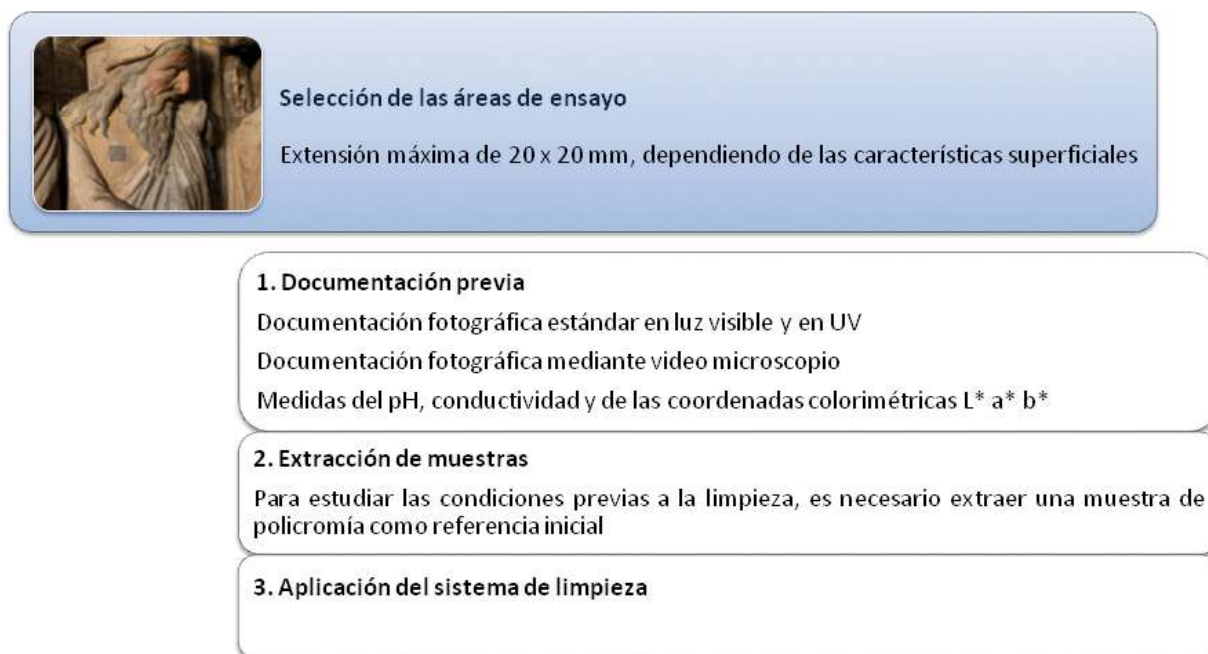 Selección de las áreas de ensayo
Extensión máxima de 20 x 20 mm, dependiendo de las características superficiales
1. Documentación previa
Documentación fotográfica estándar en luz visible y en UV
Documentación fotográfica mediante video microscopio
Medidas del pH, conductividad y de las coordenadas colorimétricas L* a* b*
2. Extracción de muestras
Para estudiar las condiciones previas a la limpieza, es necesario extraer una muestra de
policromía como referencia inicial
3. Aplicación del sistema de limpieza